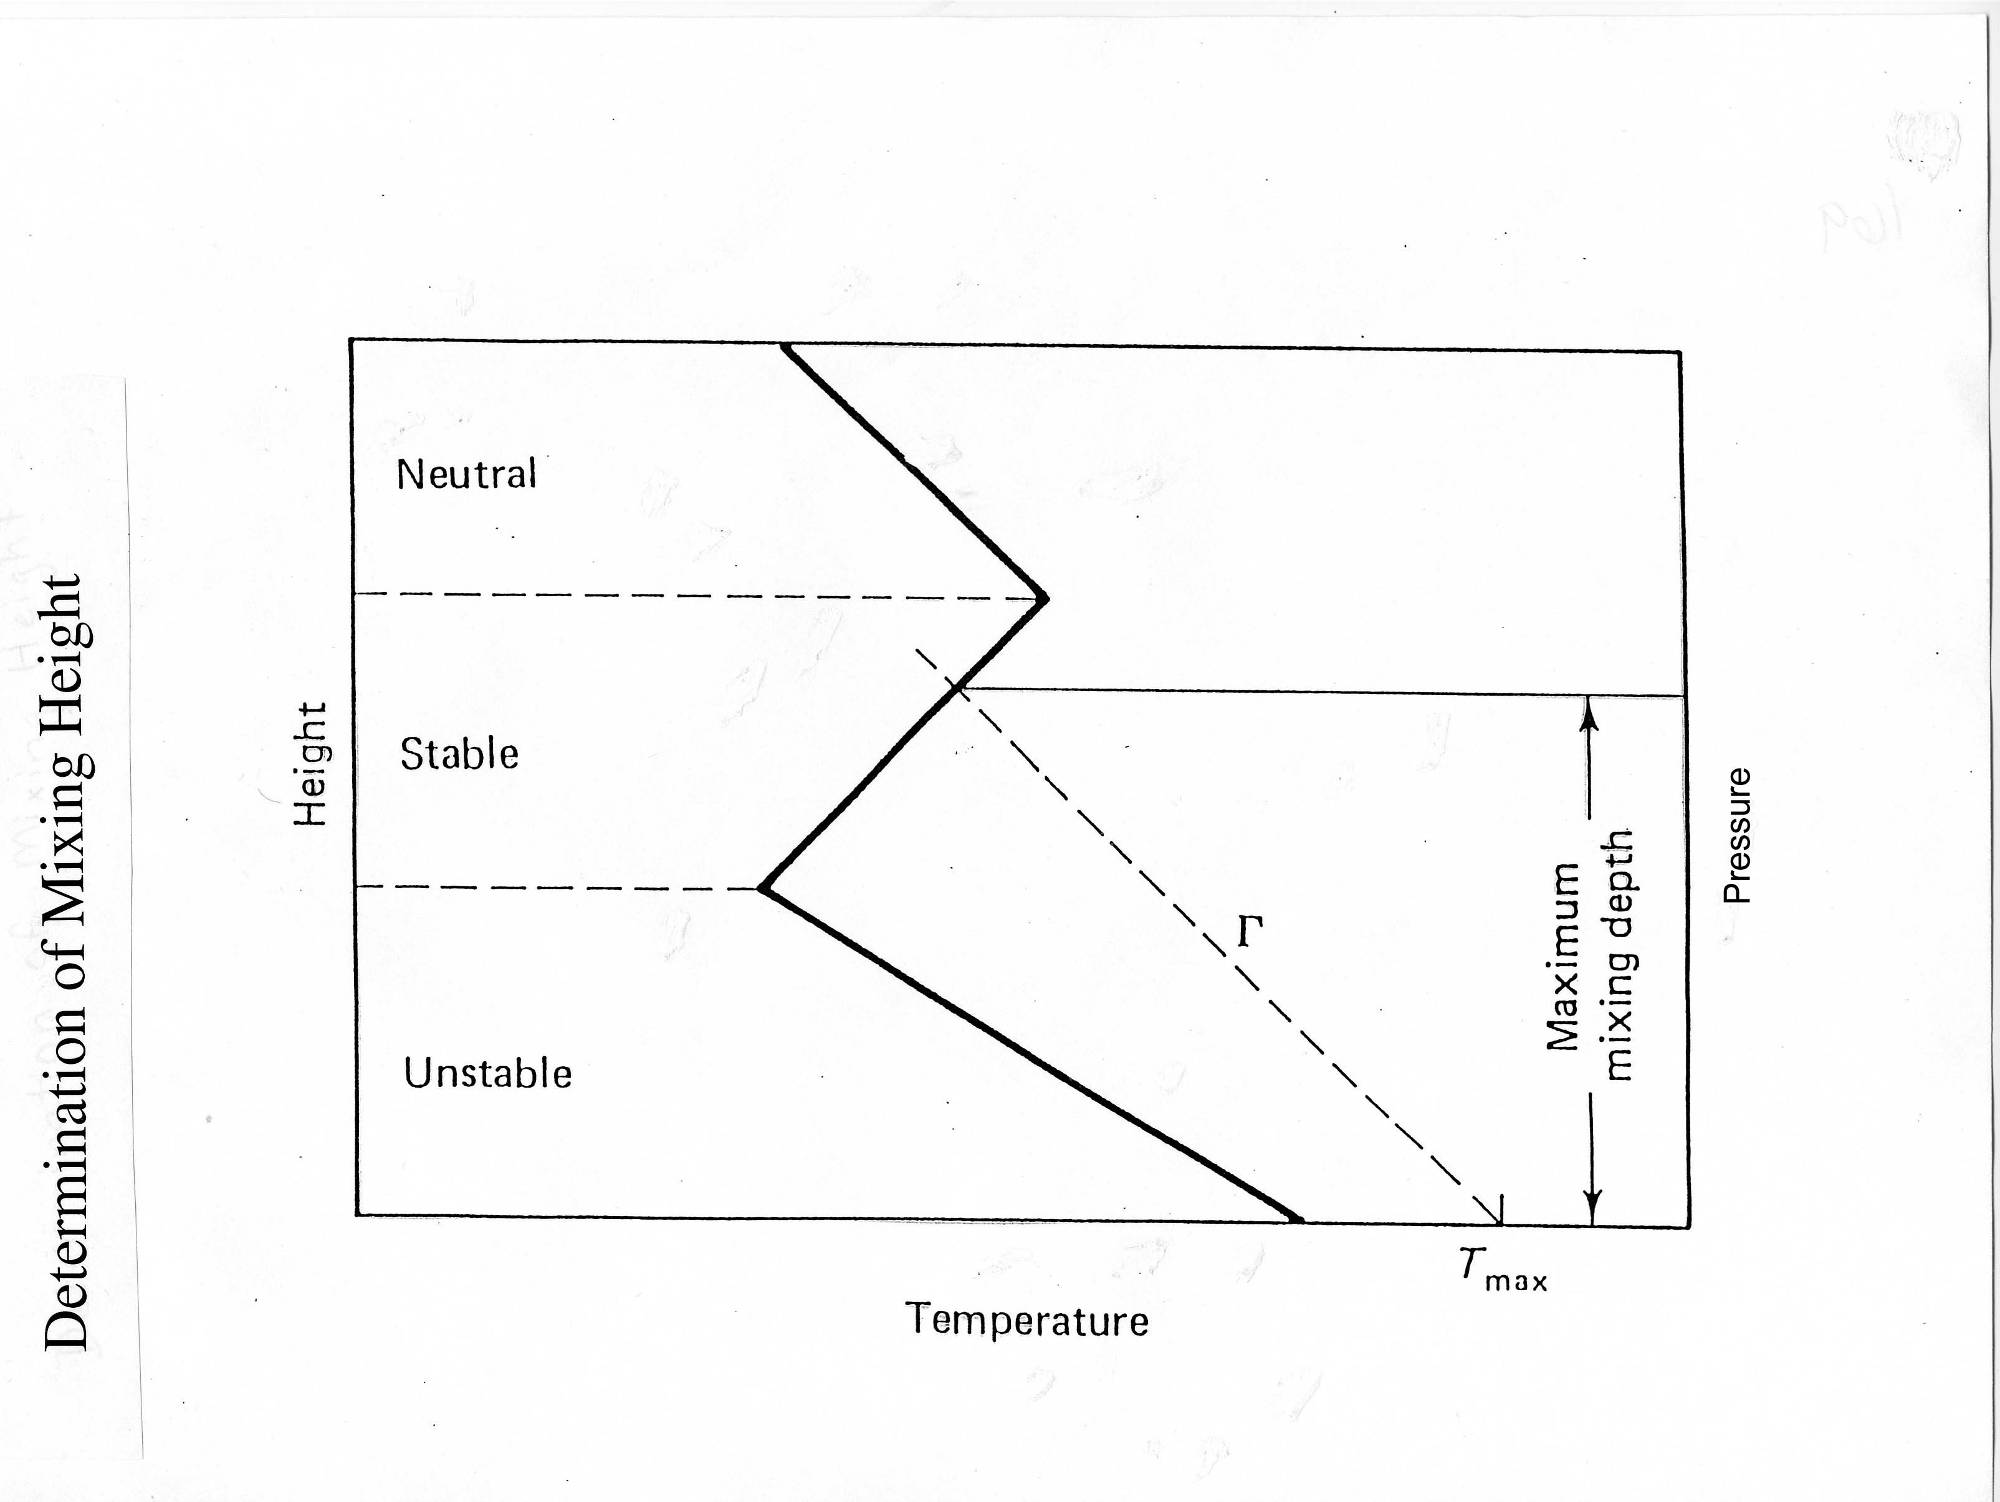 Determination of Mixing Height
Height
Neutral
Stable
Unstable
Γ
Maximum
mixing depth
Pressure
T max
Temperature